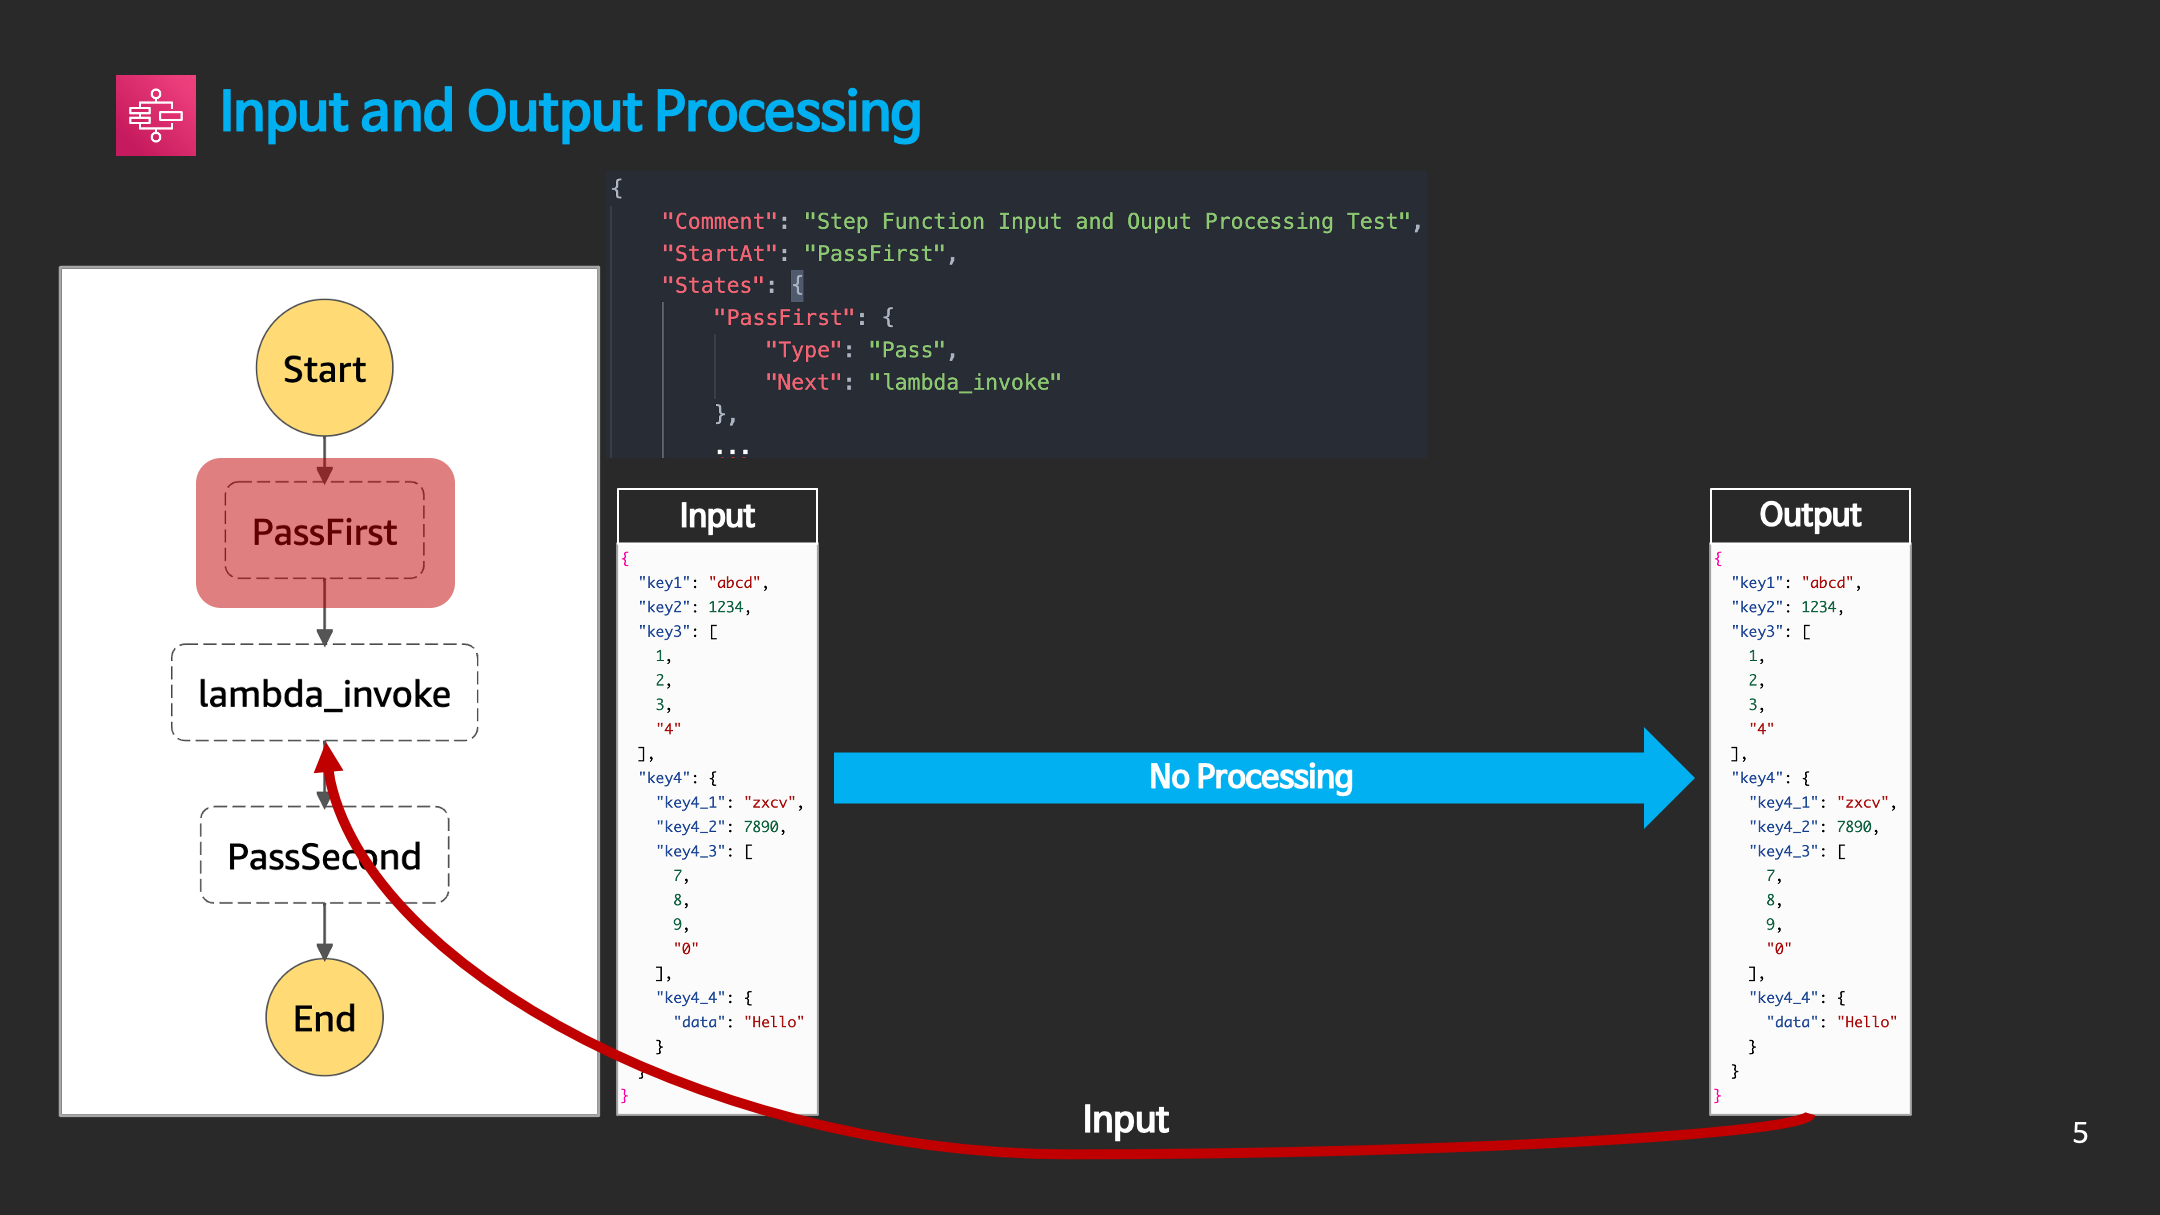 Input and Output Processing
{
"Comment": "Step Function Input and Ouput Processing Test",
"StartAt": "PassFirst",
"States": {
"PassFirst": {
"Type": "Pass",
"Next": "lambda_invoke"
},
...
Start
PassFirst
lambda_invoke
PassSecond
End
Input
{
"key1": "abcd",
"key2": 1234,
"key3": [
1,
2,
3,
"4"
],
"key4": {
"key4_1": "zxcv",
"key4_2": 7890,
"key4_3": [
7,
8,
9,
"0"
],
"key4_4": {
"data": "Hello"
}
}
}
No Processing
Output
{
"key1": "abcd",
"key2": 1234,
"key3": [
1,
2,
3,
"4"
],
"key4": {
"key4_1": "zxcv",
"key4_2": 7890,
"key4_3": [
7,
8,
9,
"0"
],
"key4_4": {
"data": "Hello"
}
}
}
Input
5